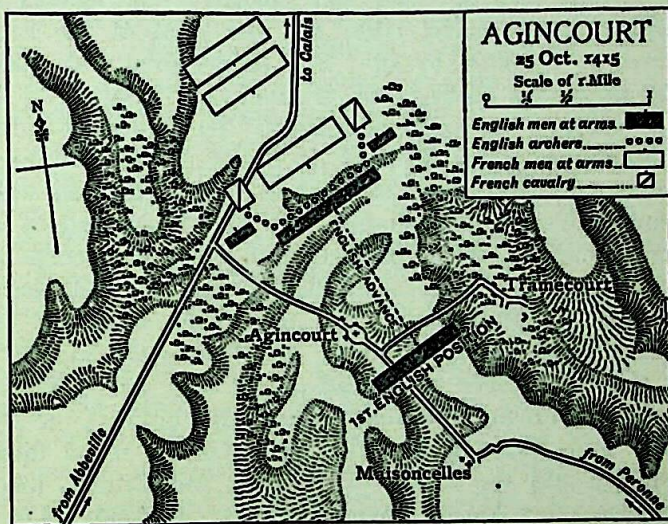 AGINCOURT
25 Oct. 1415
Scale of 1.Mile
0 ¼ ½ 1
English men at arms
English archers
French men at arms
French cavalry
to Calais
N
ENGLISH ADVANCE
Tramecourt
Agincourt
1ST. ENGLISH POSITION
Maisoncelles
from Abbeville
from Peronne